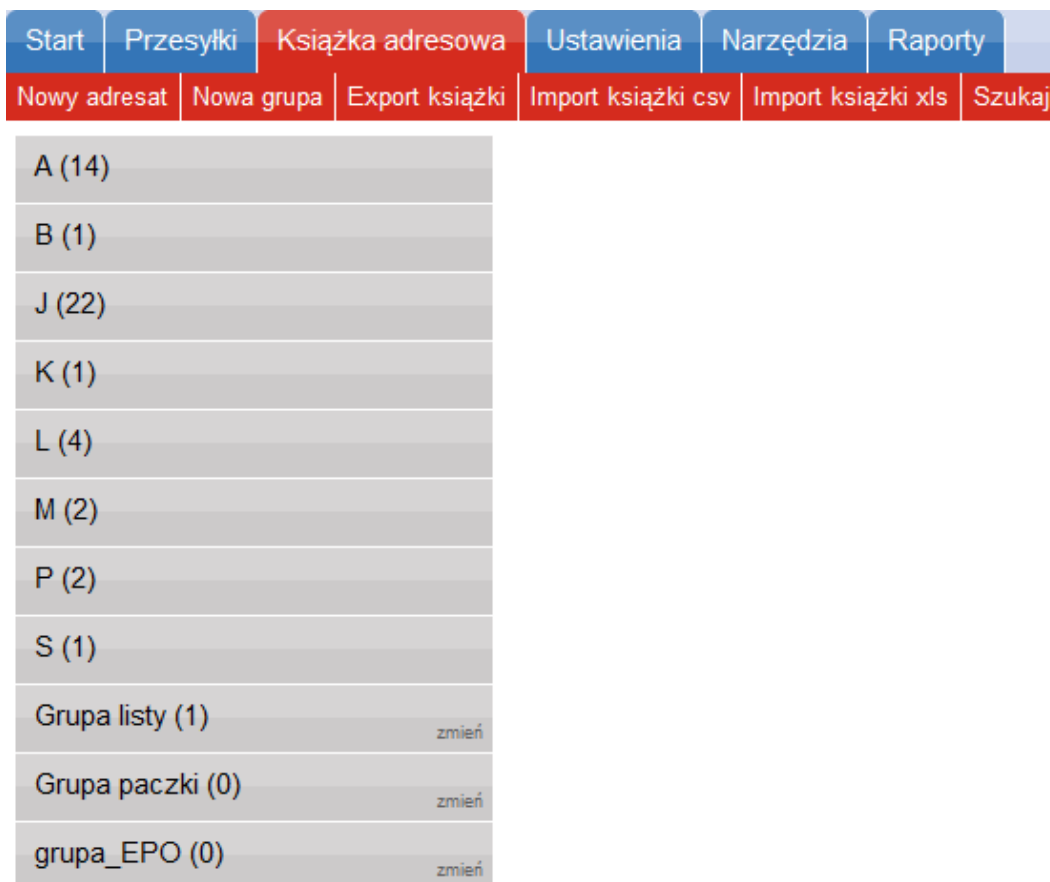 Start Przesyłki Książka adresowa Ustawienia Narzędzia Raporty
Nowy adresat Nowa grupa Export książki Import książki csv Import książki xls Szukaj
A (14)
B (1)
J (22)
K (1)
L (4)
M (2)
P (2)
S (1)
Grupa listy (1) zmień
Grupa paczki (0) zmień
grupa_EPO (0) zmień